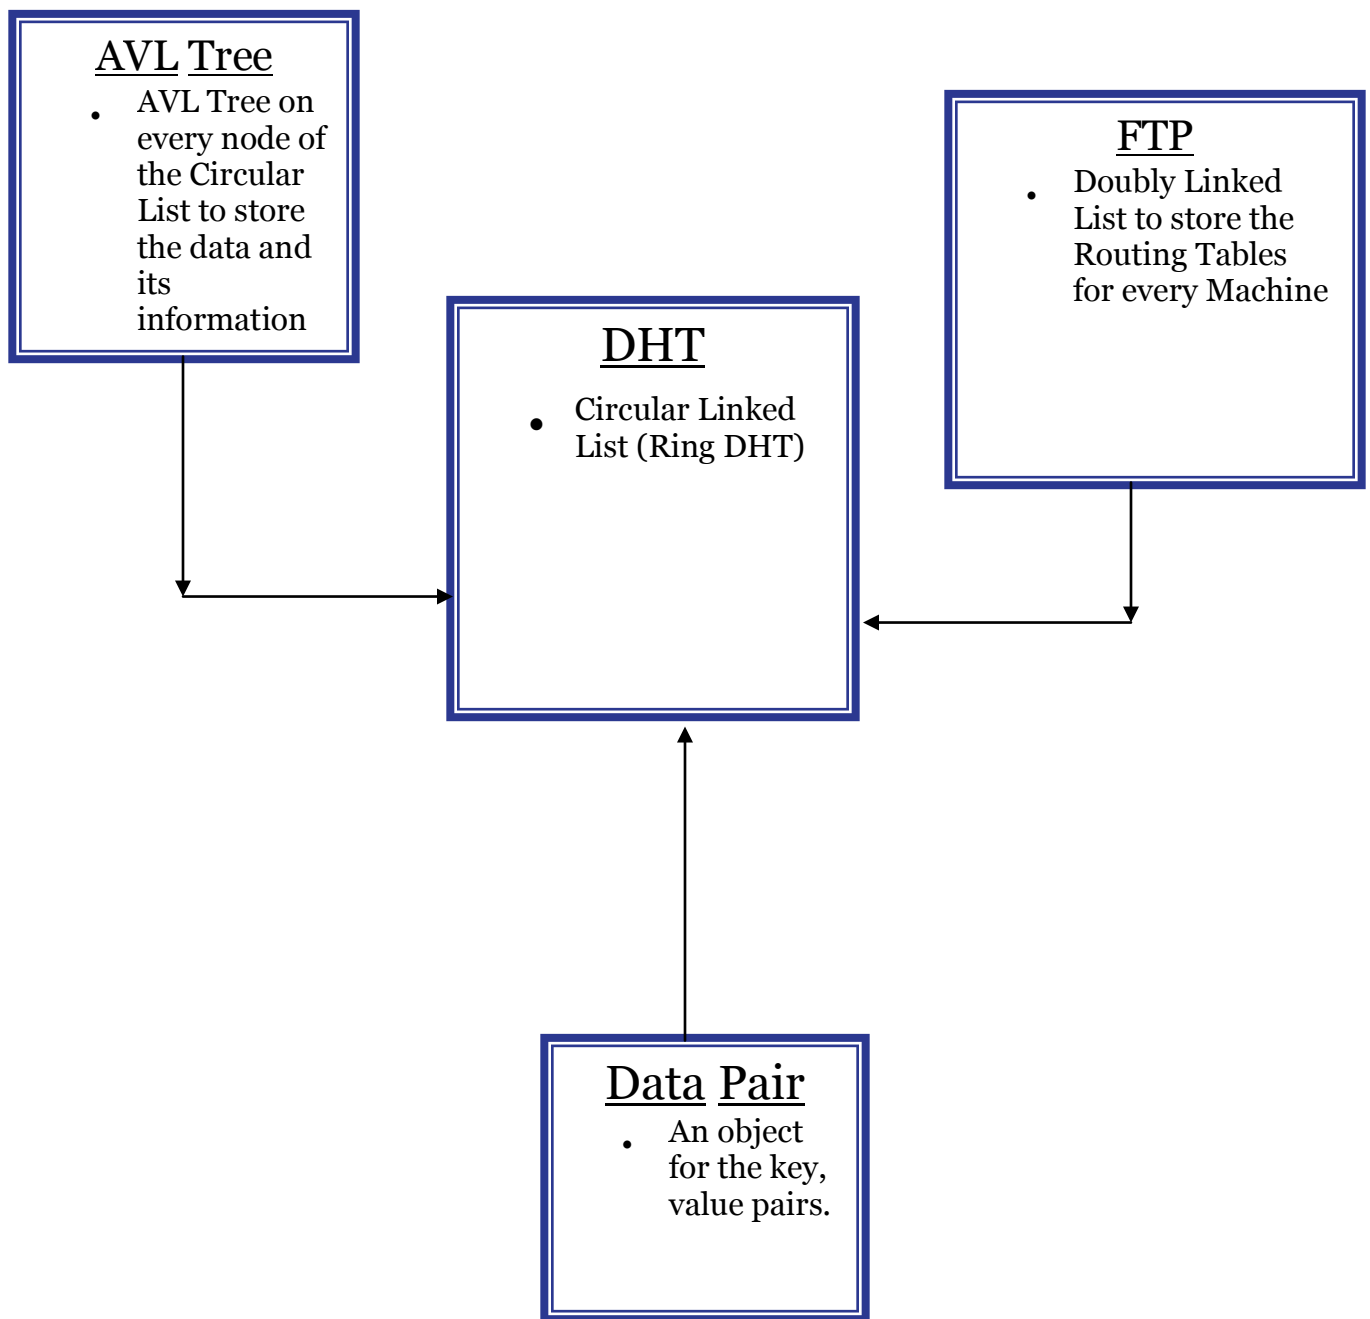 AVL Tree
• AVL Tree on
every node of
the Circular
List to store
the data and
its
information
FTP
• Doubly Linked
List to store the
Routing Tables
for every Machine
DHT
• Circular Linked
List (Ring DHT)
Data Pair
• An object
for the key,
value pairs.